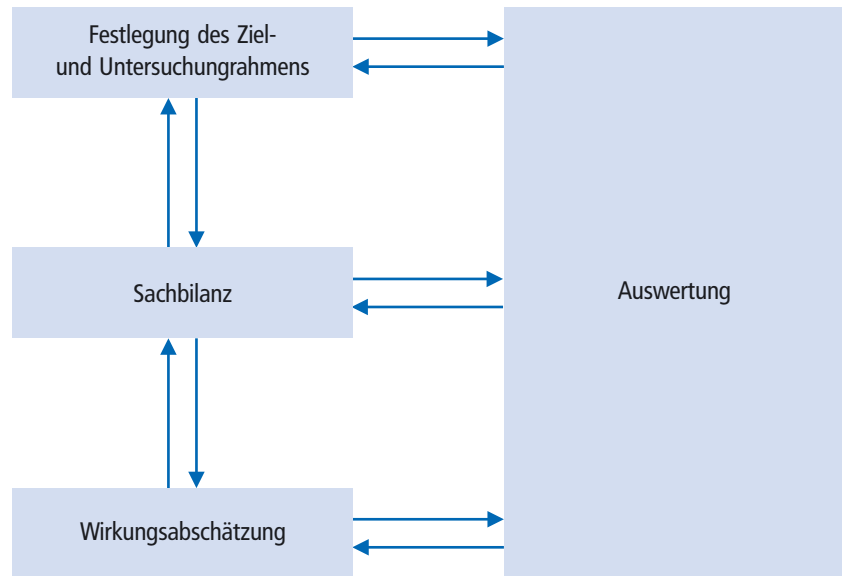 Festlegung des Ziel-
und Untersuchungrahmens
Sachbilanz
Auswertung
Wirkungsabschätzung